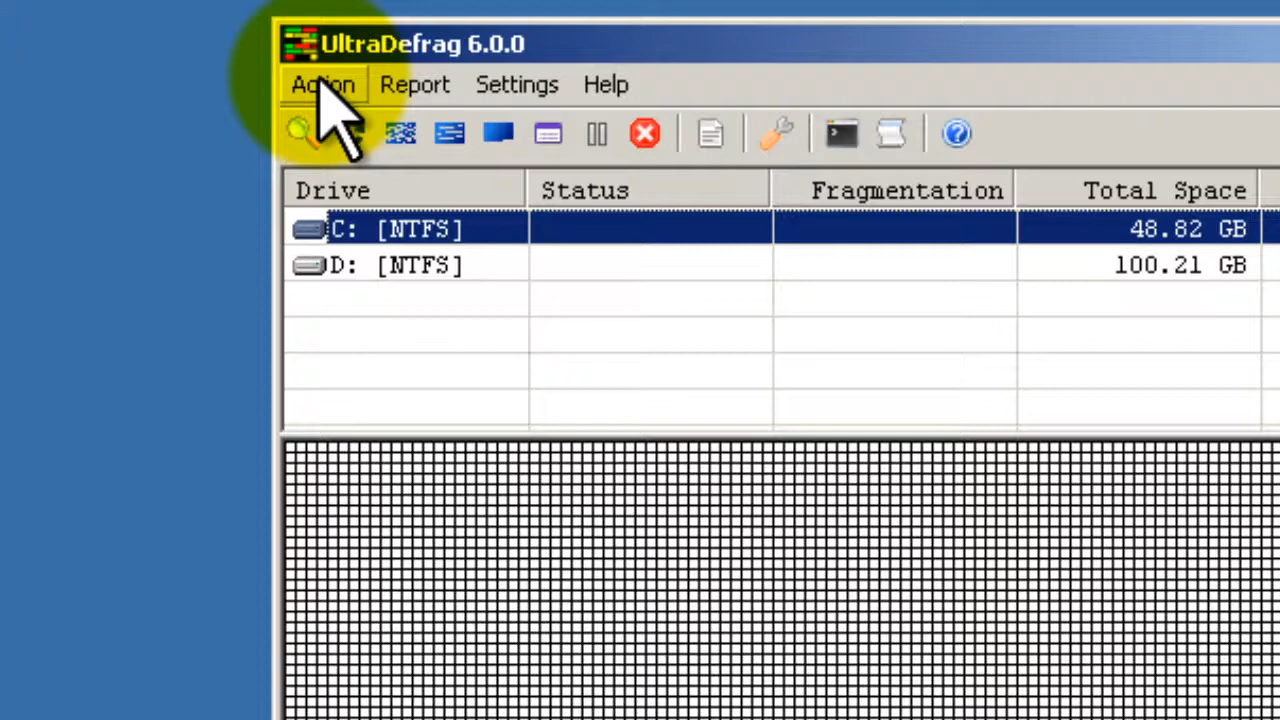 UltraDefrag 6.0.0
Action Report Settings Help
Drive Status Fragmentation Total Space
C: [NTFS] 48.82 GB
D: [NTFS] 100.21 GB